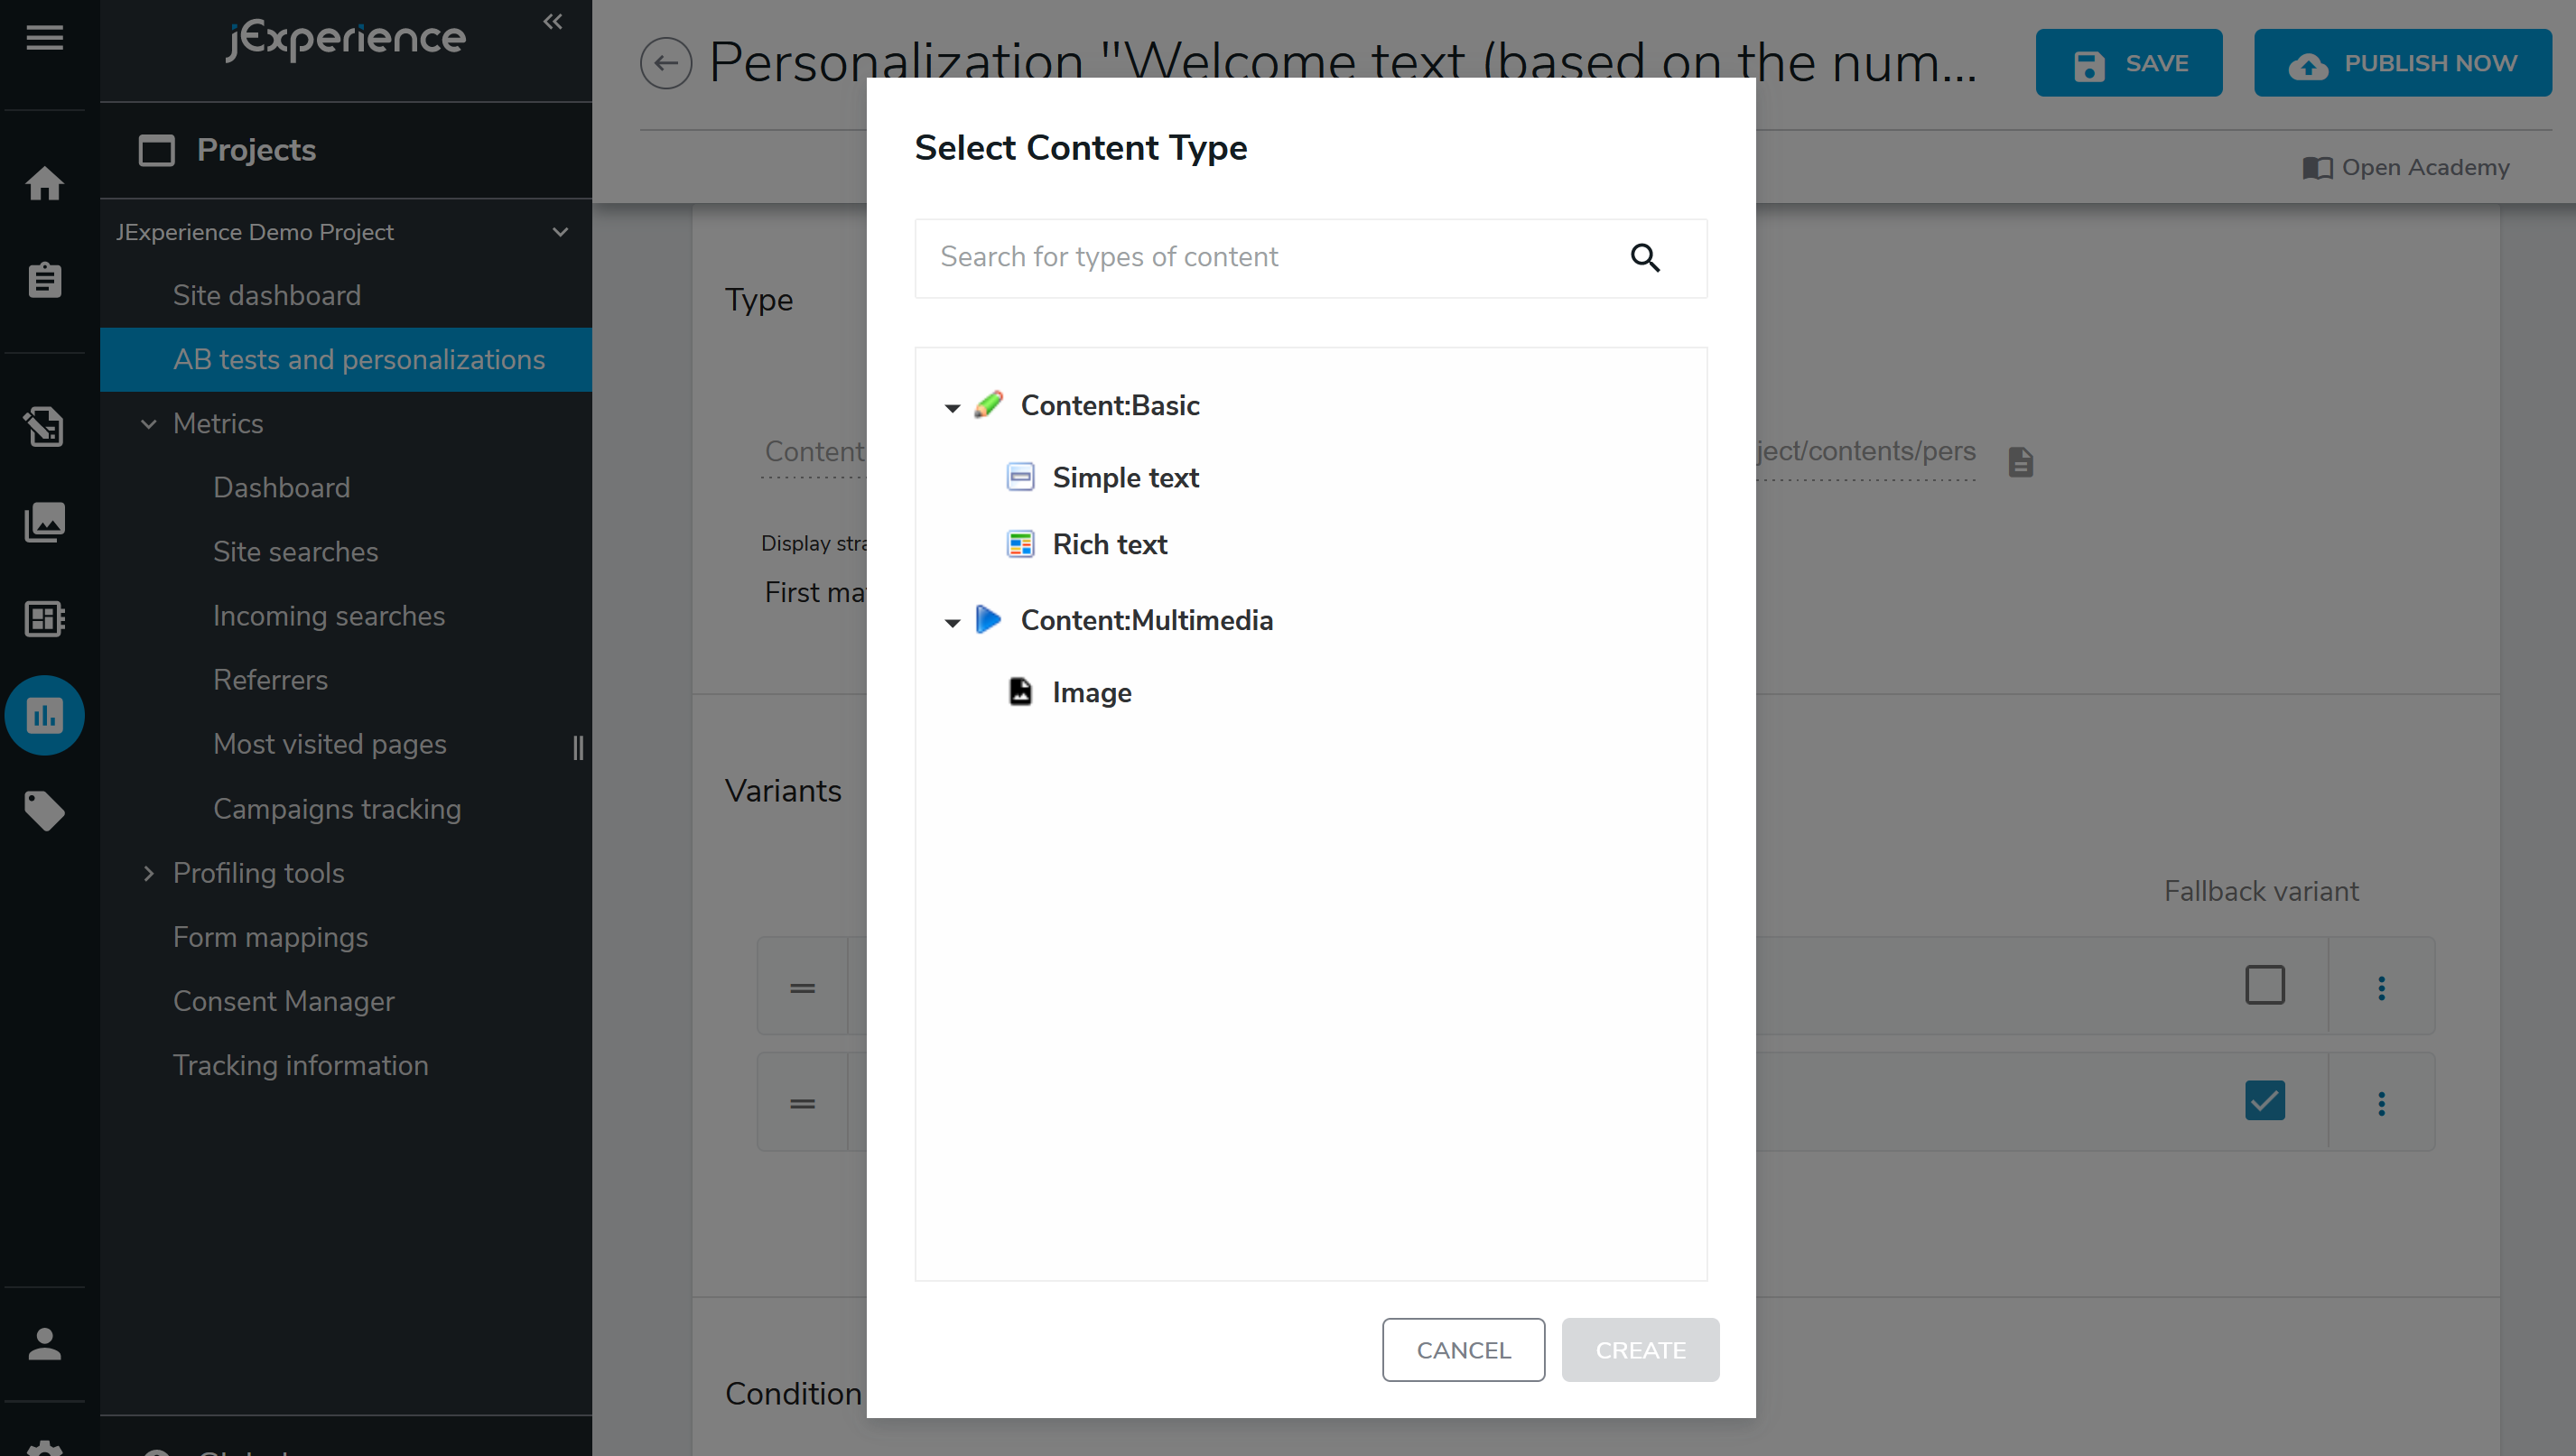 jExperience
Projects
JExperience Demo Project
Site dashboard
AB tests and personalizations
Metrics
Dashboard
Site searches
Incoming searches
Referrers
Most visited pages
Campaigns tracking
Profiling tools
Form mappings
Consent Manager
Tracking information
Personalization "Welcome text (based on the num...
SAVE
PUBLISH NOW
Open Academy
Type
Content
ject/contents/pers
Display stra
First ma
Variants
Fallback variant
Condition
Select Content Type
Search for types of content
Content:Basic
Simple text
Rich text
Content:Multimedia
Image
CANCEL
CREATE